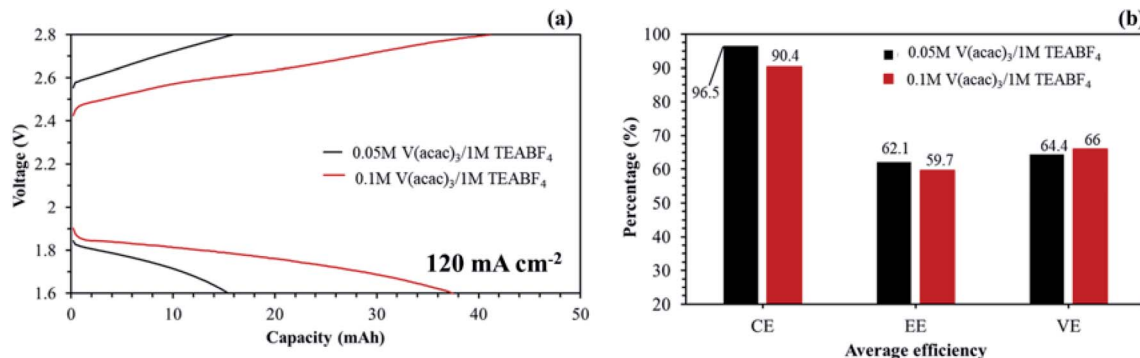 (a)
2.8
2.6
2.4
2.2
2
1.8
1.6
Voltage (V)
0.05M V(acac)₃/1M TEABF₄
0.1M V(acac)₃/1M TEABF₄
120 mA cm⁻²
0 10 20 30 40 50
Capacity (mAh)
(b)
100
90
80
70
60
50
40
30
20
Percentage (%)
0.05M V(acac)₃/1M TEABF₄
0.1M V(acac)₃/1M TEABF₄
96.5
90.4
62.1
59.7
64.4
66
CE EE VE
Average efficiency